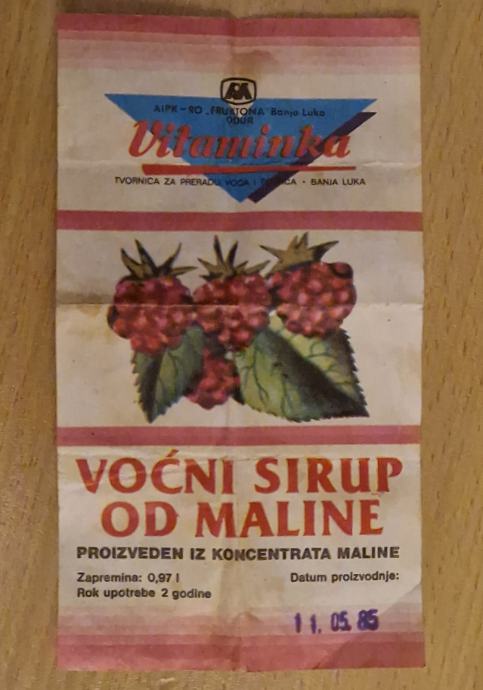 AIPK - RO „FRUKTONA" Banja Luka
OOUR
Vitaminka
TVORNICA ZA PRERADU VOĆA I POVRĆA • BANJA LUKA
VOĆNI SIRUP
OD MALINE
PROIZVEDEN IZ KONCENTRATA MALINE
Zapremina: 0,97 l
Datum proizvodnje:
Rok upotrebe 2 godine
11. 05. 85